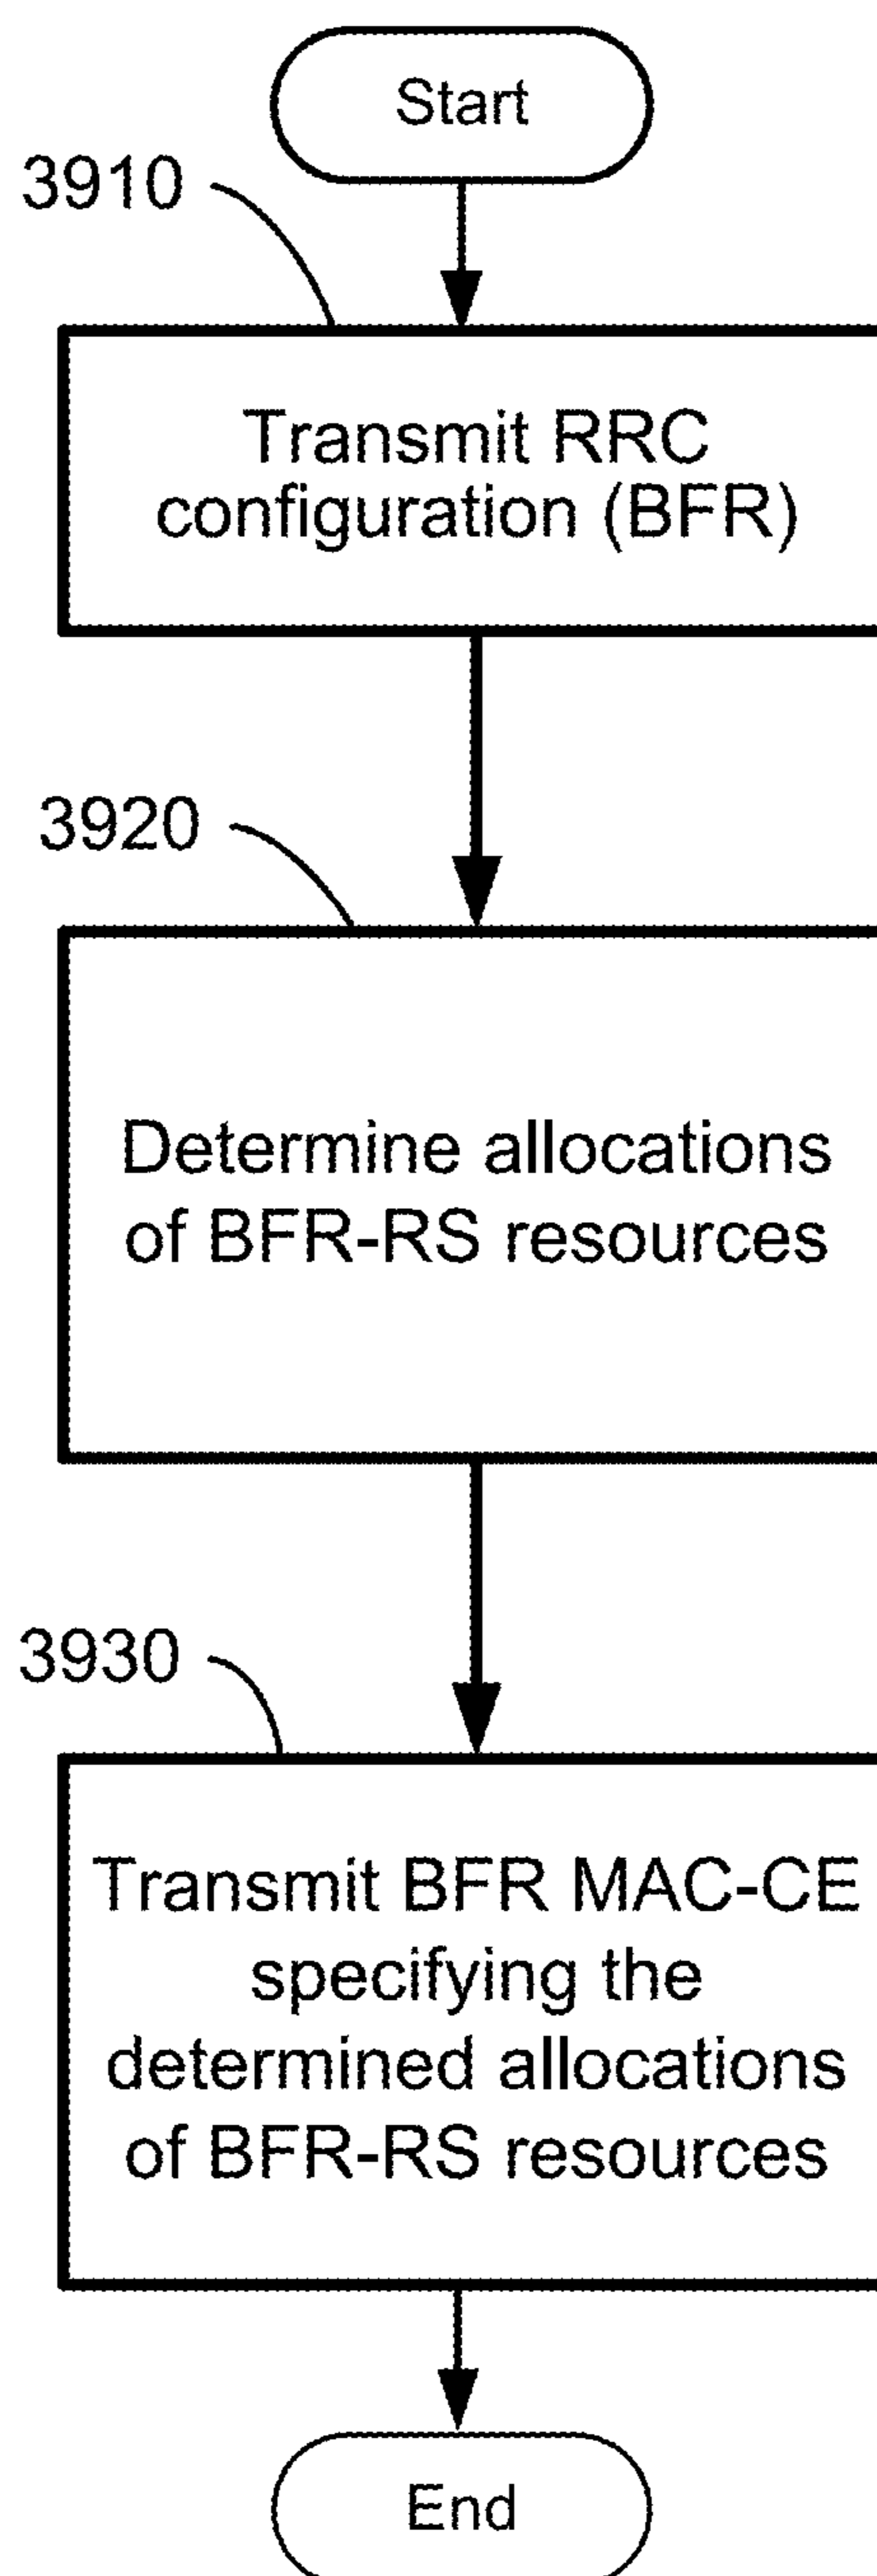 Start
3910
Transmit RRC
configuration (BFR)
3920
Determine allocations
of BFR-RS resources
3930
Transmit BFR MAC-CE
specifying the
determined allocations
of BFR-RS resources
End